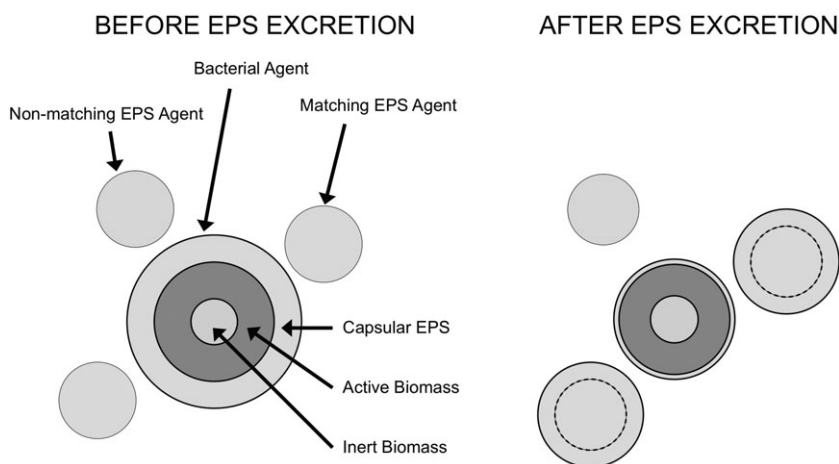 BEFORE EPS EXCRETION
AFTER EPS EXCRETION
Bacterial Agent
Non-matching EPS Agent
Matching EPS Agent
Capsular EPS
Active Biomass
Inert Biomass